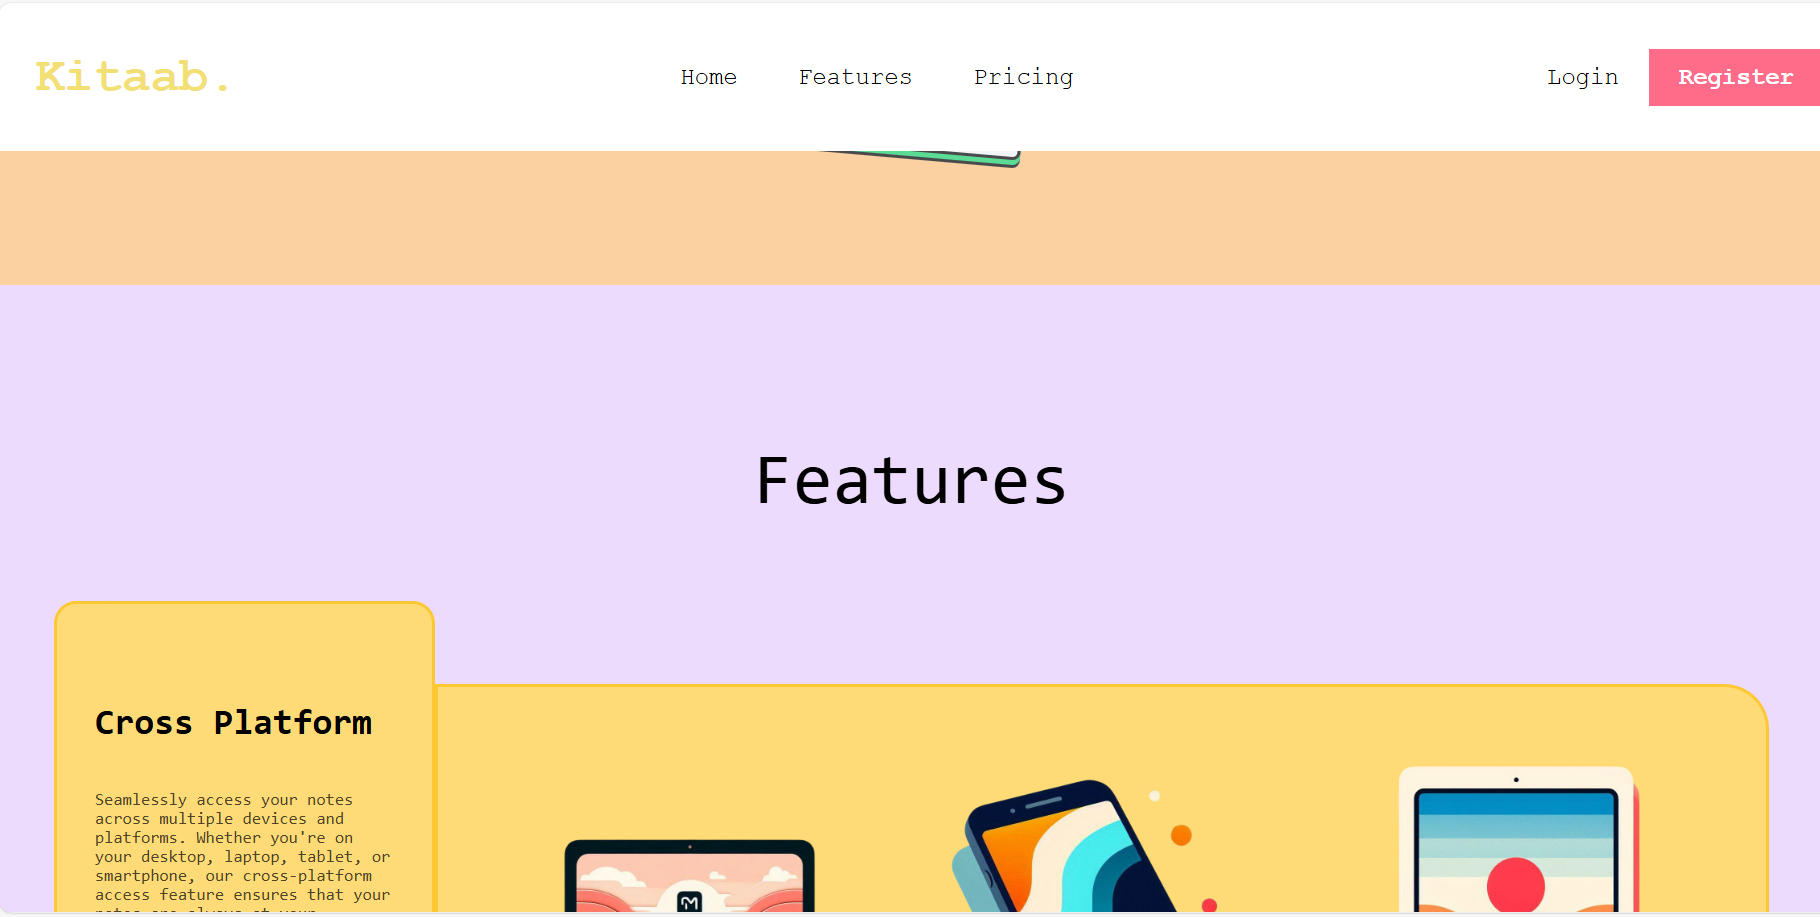 Kitaab.
Home
Features
Pricing
Login
Register
Features
Cross Platform
Seamlessly access your notes
across multiple devices and
platforms. Whether you're on
your desktop, laptop, tablet, or
smartphone, our cross-platform
access feature ensures that your